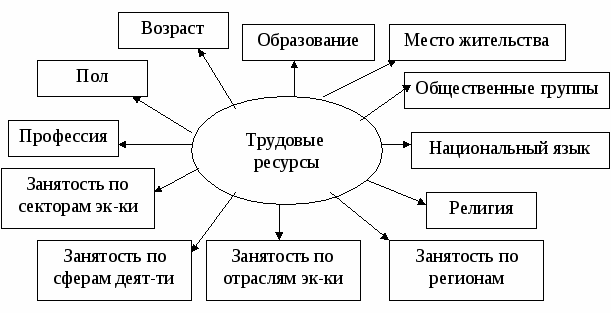 Возраст
Образование
Место жительства
Пол
Общественные группы
Профессия
Трудовые
ресурсы
Национальный язык
Занятость по
секторам эк-ки
Религия
Занятость по
сферам деят-ти
Занятость по
отраслям эк-ки
Занятость по
регионам